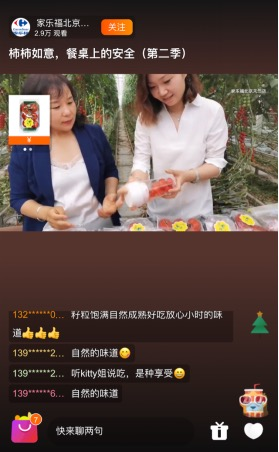 家乐福北京...
2.9万 观看
关注
柿柿如意，餐桌上的安全（第二季）
132******0... 籽粒饱满自然成熟好吃放心小时的味
道👍👍👍
139******2... 自然的味道😋
139******2... 听kitty姐说吃，是种享受😄
139******6... 自然的味道
7
快来聊两句